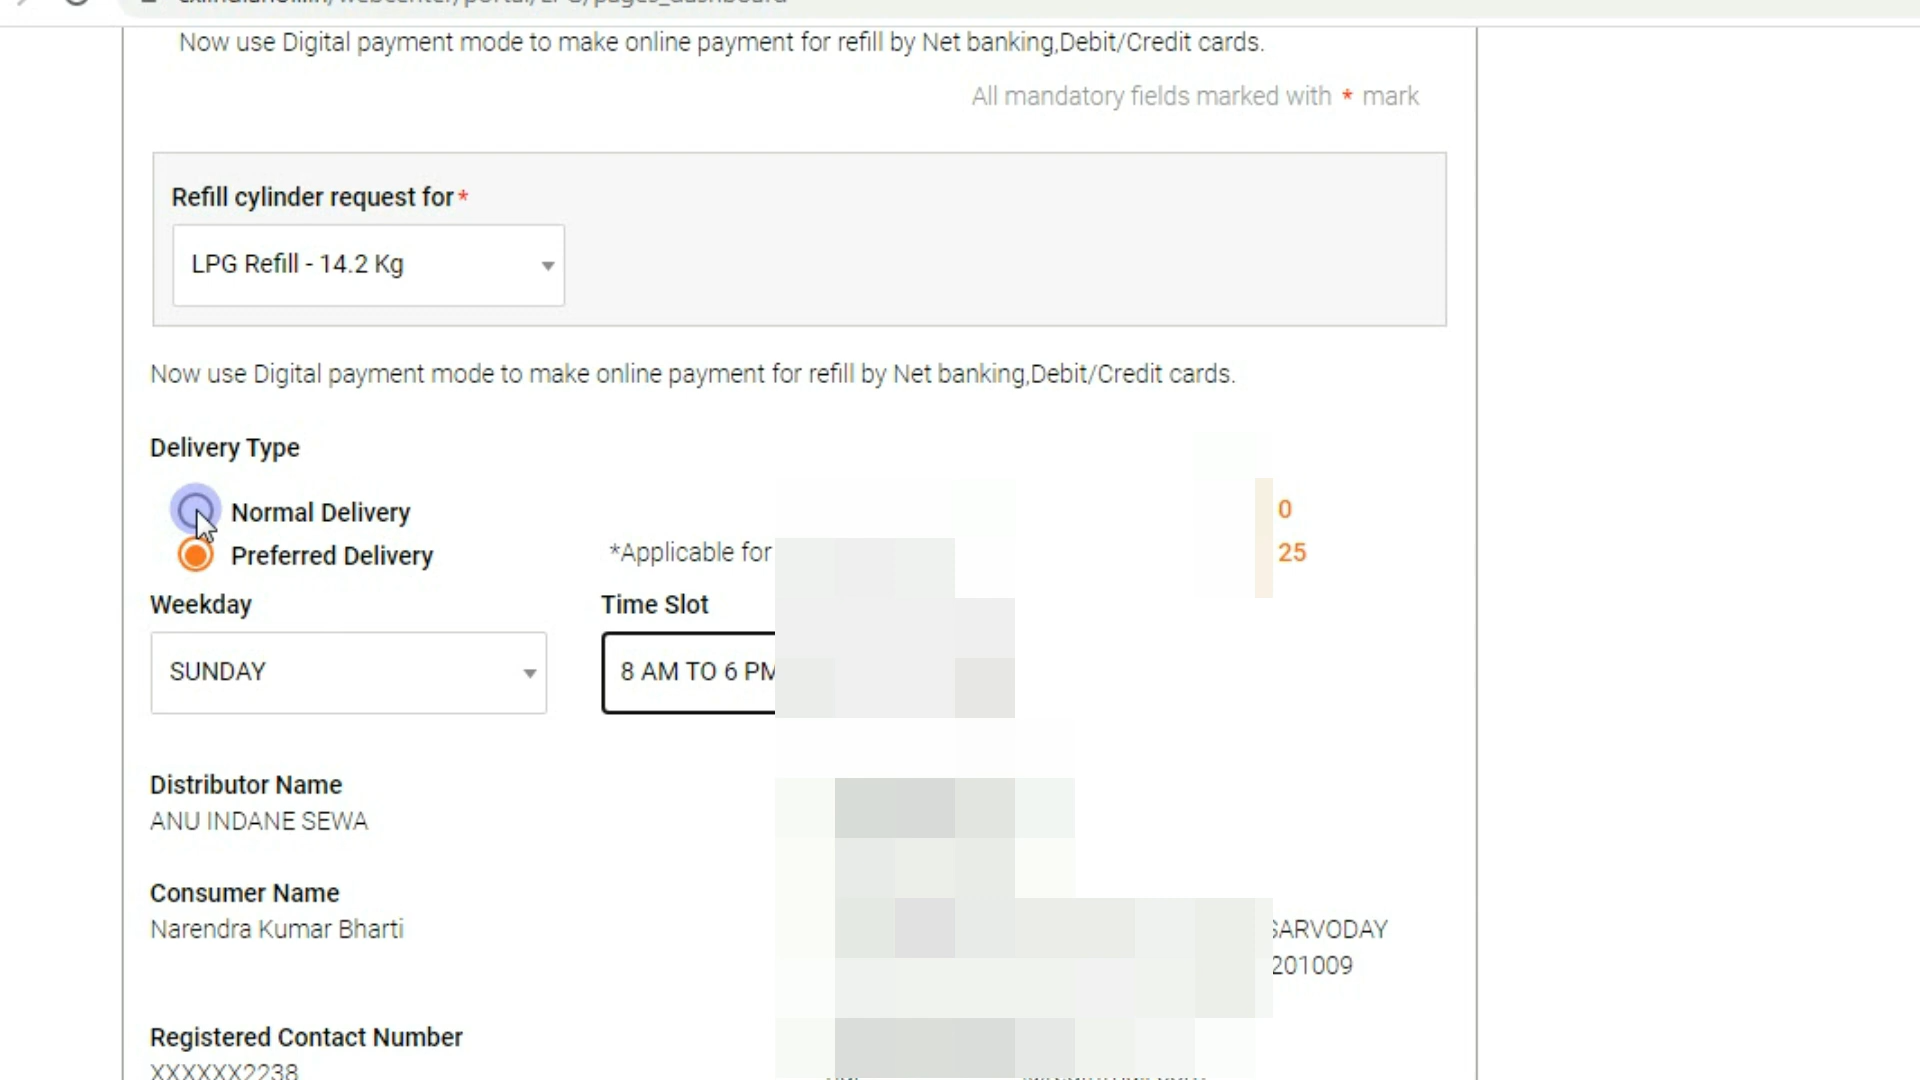 Now use Digital payment mode to make online payment for refill by Net banking,Debit/Credit cards.
All mandatory fields marked with * mark
Refill cylinder request for*
LPG Refill - 14.2 Kg
Now use Digital payment mode to make online payment for refill by Net banking,Debit/Credit cards.
Delivery Type
Normal Delivery 0
Preferred Delivery *Applicable for 25
Weekday Time Slot
SUNDAY 8 AM TO 6 PM
Distributor Name
ANU INDANE SEWA
Consumer Name
Narendra Kumar Bharti SARVODAY
201009
Registered Contact Number
XXXXXX2238